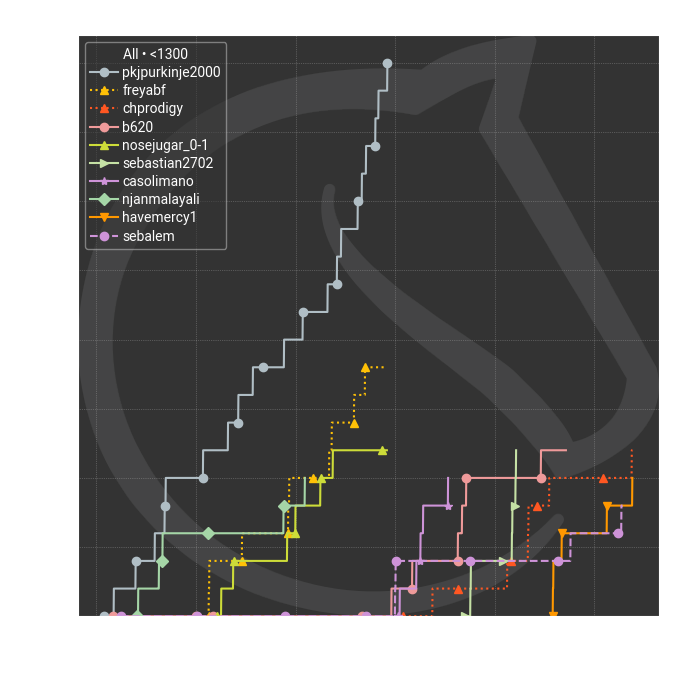 All • <1300
pkjpurkinje2000
freyabf
chprodigy
b620
nosejugar_0-1
sebastian2702
casolimano
njanmalayali
havemercy1
sebalem